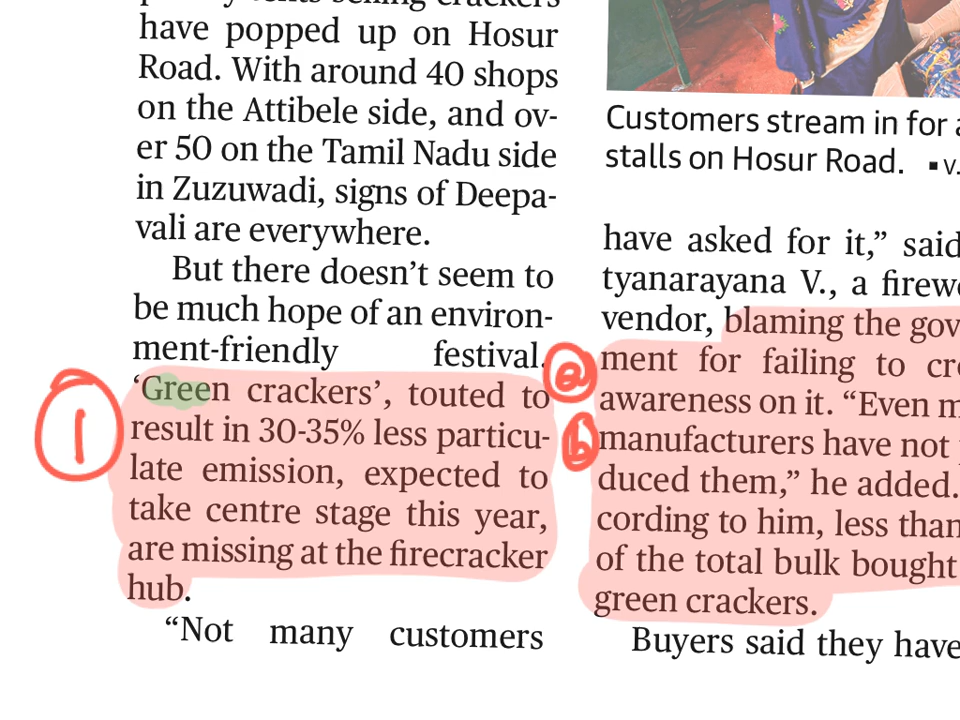 have popped up on Hosur
Road. With around 40 shops
on the Attibele side, and ov-
er 50 on the Tamil Nadu side
in Zuzuwadi, signs of Deepa-
vali are everywhere.
But there doesn't seem to
be much hope of an environ-
ment-friendly festival.
'Green crackers', touted to
result in 30-35% less particu-
late emission, expected to
take centre stage this year,
are missing at the firecracker
hub.
"Not many customers
1
Customers stream in for a
stalls on Hosur Road. ▪ V.
have asked for it," said
tyanarayana V., a firew
vendor, blaming the gov
ment for failing to cr
awareness on it. "Even m
manufacturers have not
duced them," he added.
cording to him, less than
of the total bulk bought
green crackers.
Buyers said they have
a
b